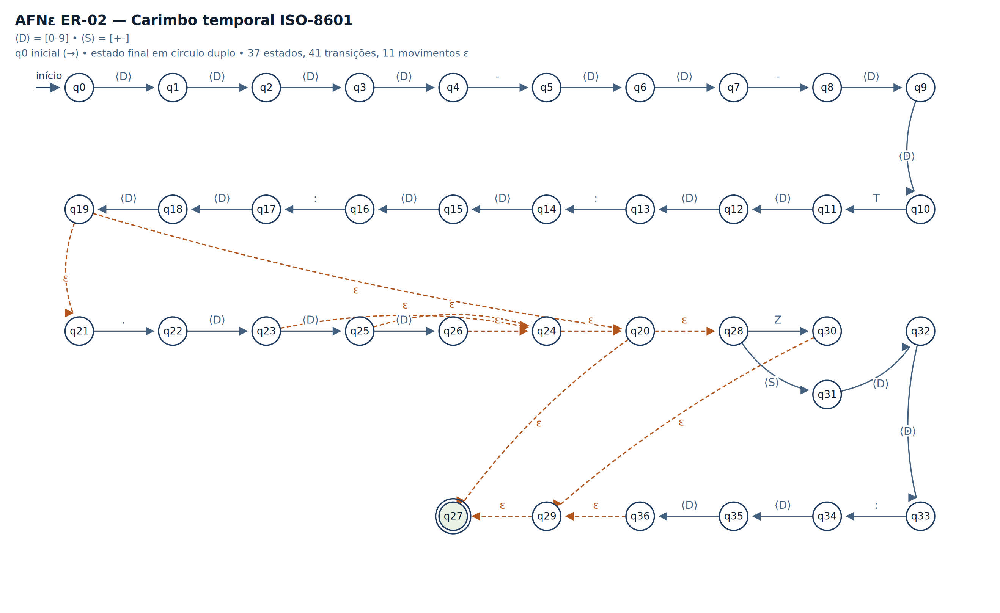 AFNε ER-02 — Carimbo temporal ISO-8601
⟨D⟩ = [0-9] • ⟨S⟩ = [+-]
q0 inicial (→) • estado final em círculo duplo • 37 estados, 41 transições, 11 movimentos ε
início ⟨D⟩ ⟨D⟩ ⟨D⟩ ⟨D⟩ - ⟨D⟩ ⟨D⟩ - ⟨D⟩
q0 q1 q2 q3 q4 q5 q6 q7 q8 q9
⟨D⟩
⟨D⟩ ⟨D⟩ : ⟨D⟩ ⟨D⟩ : ⟨D⟩ ⟨D⟩ T
q19 q18 q17 q16 q15 q14 q13 q12 q11 q10
ε
ε
ε ε
. ⟨D⟩ ⟨D⟩ ⟨D⟩ ε ε ε Z
q21 q22 q23 q25 q26 q24 q20 q28 q30 q32
⟨S⟩ ⟨D⟩
q31
ε ε
⟨D⟩
ε ε ⟨D⟩ ⟨D⟩ :
q27 q29 q36 q35 q34 q33